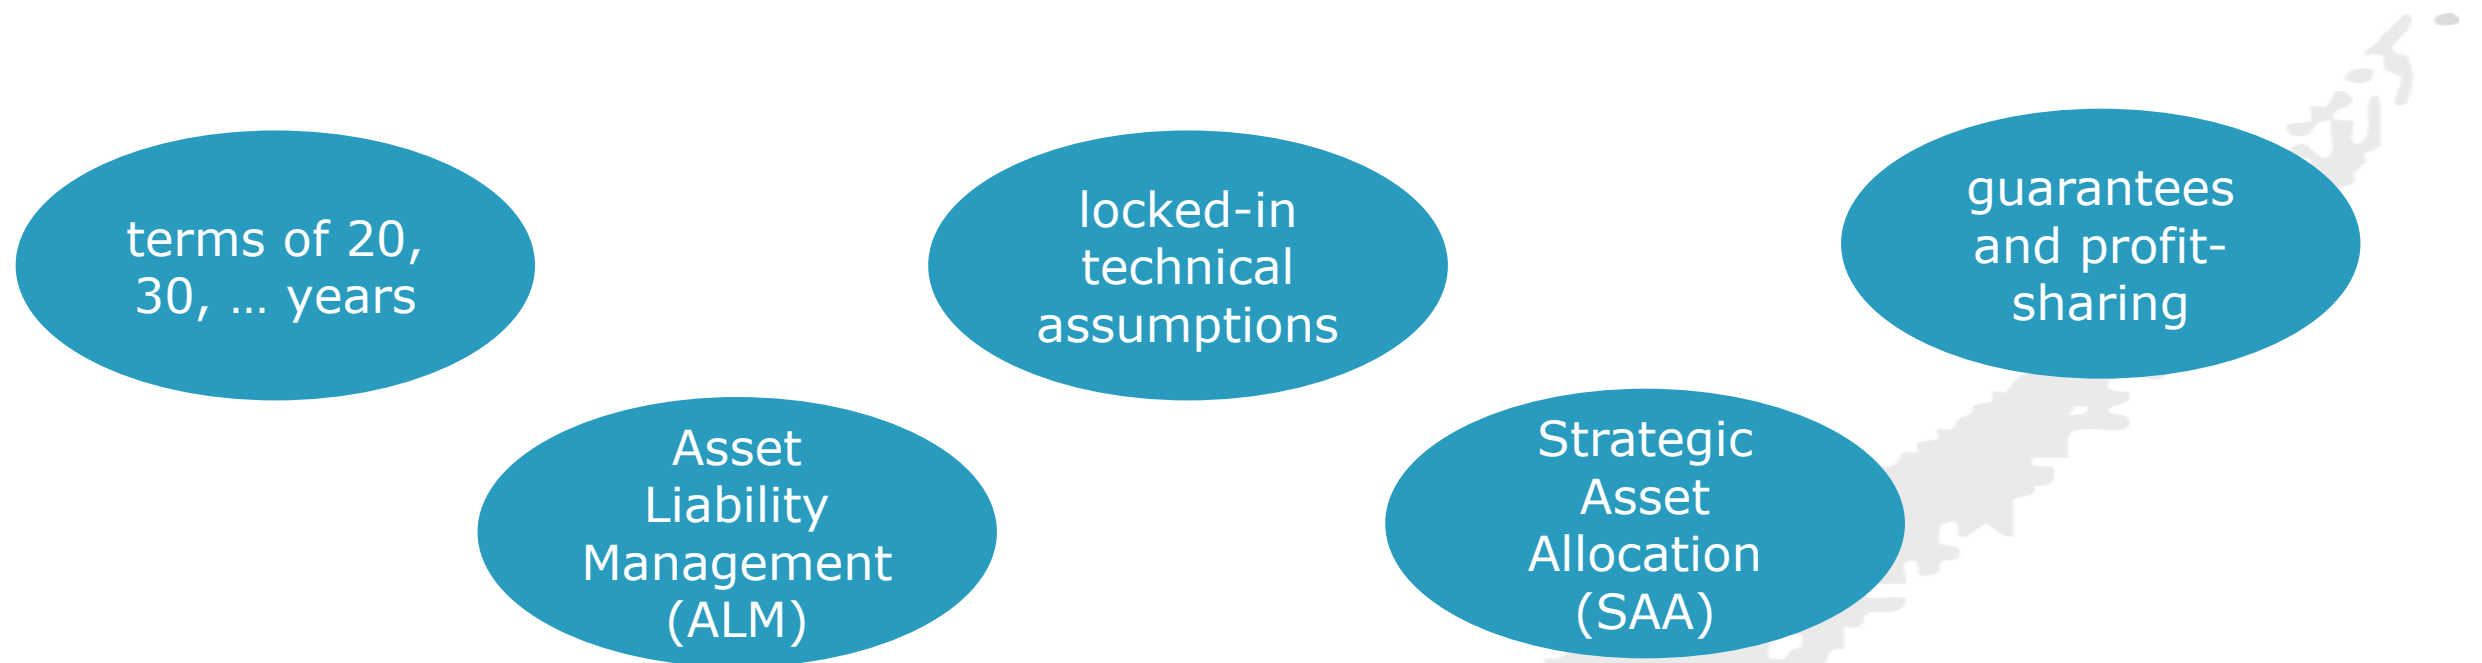 terms of 20,
30, … years
Asset
Liability
Management
(ALM)
locked-in
technical
assumptions
Strategic
Asset
Allocation
(SAA)
guarantees
and profit-
sharing